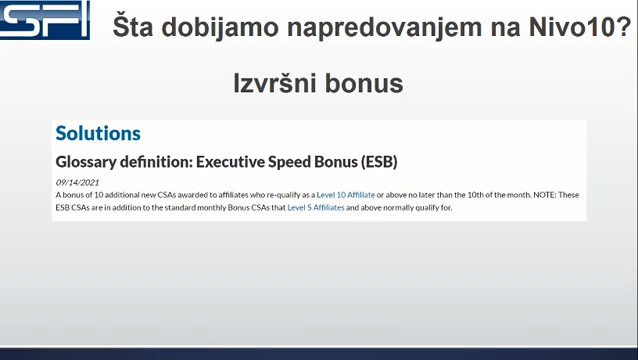 SFI
Šta dobijamo napredovanjem na Nivo10?
Izvršni bonus
Solutions
Glossary definition: Executive Speed Bonus (ESB)
09/14/2021
A bonus of 10 additional new CSAs awarded to affiliates who re-qualify as a Level 10 Affiliate or above no later than the 10th of the month. NOTE: These
ESB CSAs are in addition to the standard monthly Bonus CSAs that Level 5 Affiliates and above normally qualify for.